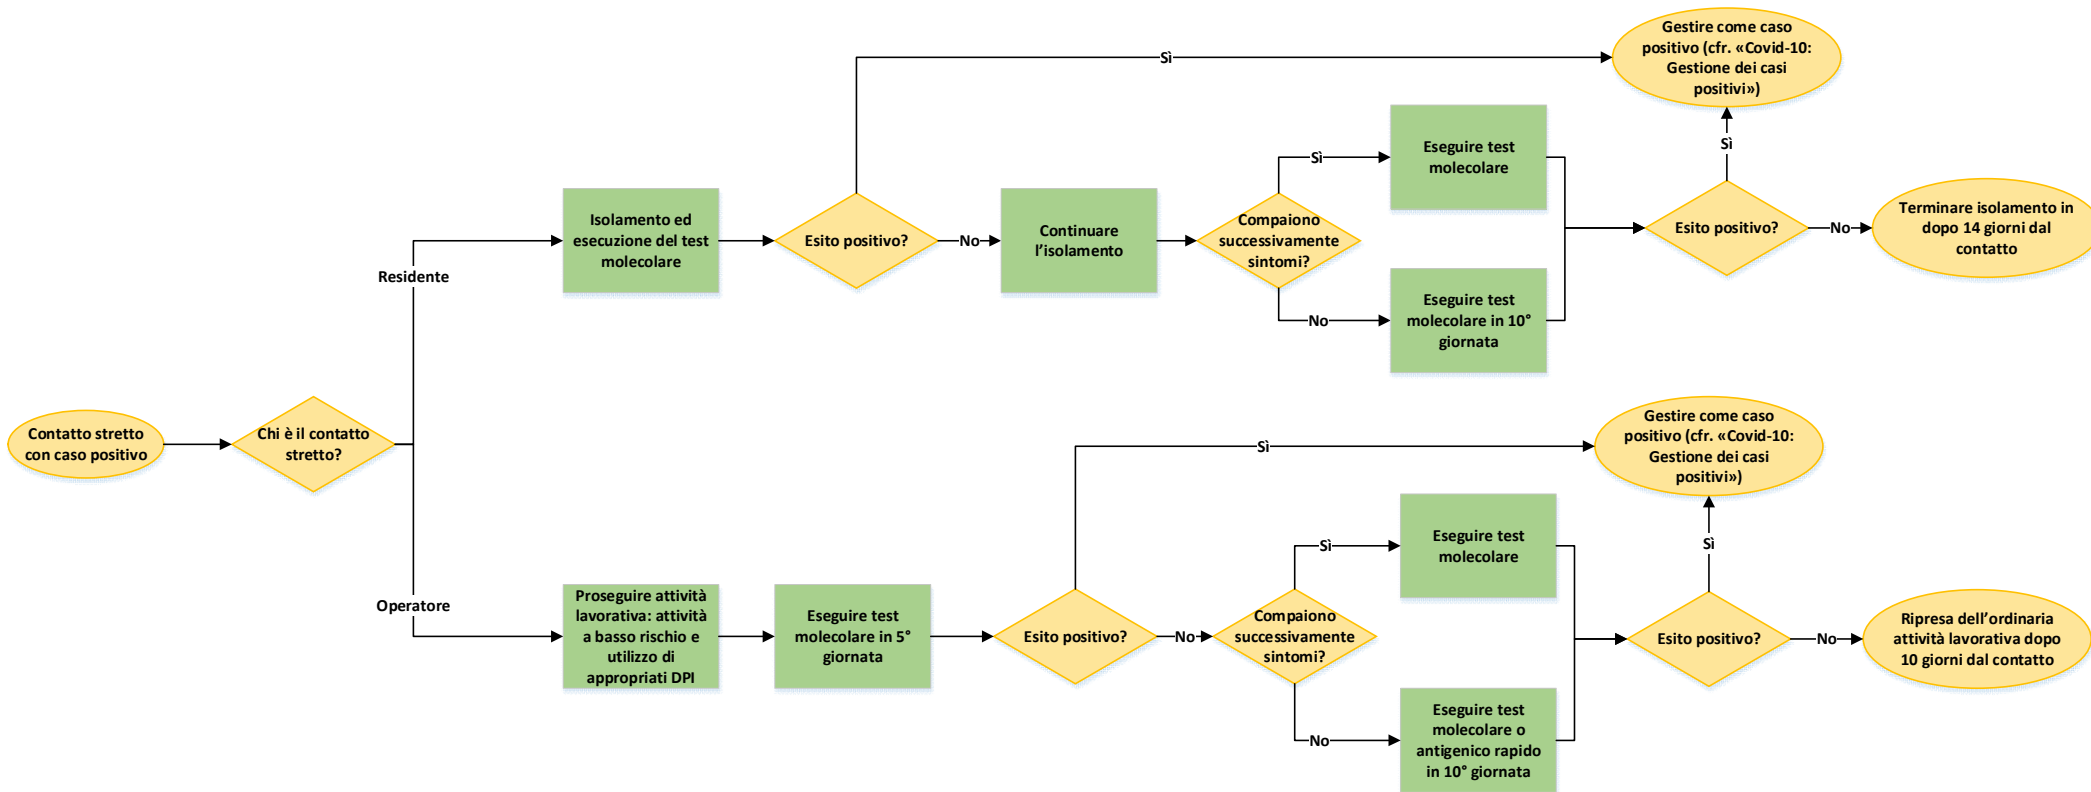 Contatto stretto
con caso positivo
Chi è il contatto
stretto?
Residente
Isolamento ed
esecuzione del test
molecolare
Esito positivo?
Sì
No
Continuare
l'isolamento
Compaiono
successivamente
sintomi?
Sì
Eseguire test
molecolare
No
Eseguire test
molecolare in 10°
giornata
Esito positivo?
Sì
Gestire come caso
positivo (cfr. «Covid-10:
Gestione dei casi
positivi»)
No
Terminare isolamento in
dopo 14 giorni dal
contatto
Operatore
Proseguire attività
lavorativa: attività
a basso rischio e
utilizzo di
appropriati DPI
Eseguire test
molecolare in 5°
giornata
Esito positivo?
Sì
No
Compaiono
successivamente
sintomi?
Sì
Eseguire test
molecolare
No
Eseguire test
molecolare o
antigenico rapido
in 10° giornata
Esito positivo?
Sì
Gestire come caso
positivo (cfr. «Covid-10:
Gestione dei casi
positivi»)
No
Ripresa dell'ordinaria
attività lavorativa dopo
10 giorni dal contatto